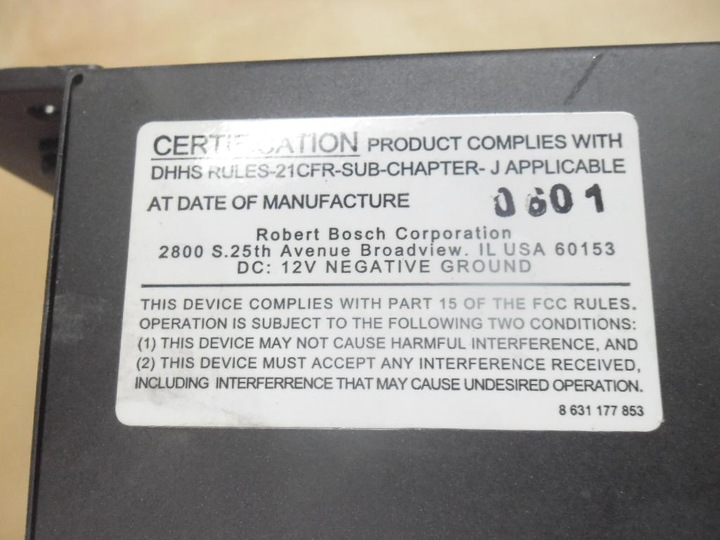 CERTIFICATION PRODUCT COMPLIES WITH
DHHS RULES-21CFR-SUB-CHAPTER- J APPLICABLE
AT DATE OF MANUFACTURE 0601
Robert Bosch Corporation
2800 S.25th Avenue Broadview. IL USA 60153
DC: 12V NEGATIVE GROUND
THIS DEVICE COMPLIES WITH PART 15 OF THE FCC RULES.
OPERATION IS SUBJECT TO THE FOLLOWING TWO CONDITIONS:
(1) THIS DEVICE MAY NOT CAUSE HARMFUL INTERFERENCE, AND
(2) THIS DEVICE MUST ACCEPT ANY INTERFERENCE RECEIVED,
INCLUDING INTERFERRENCE THAT MAY CAUSE UNDESIRED OPERATION.
8 631 177 853